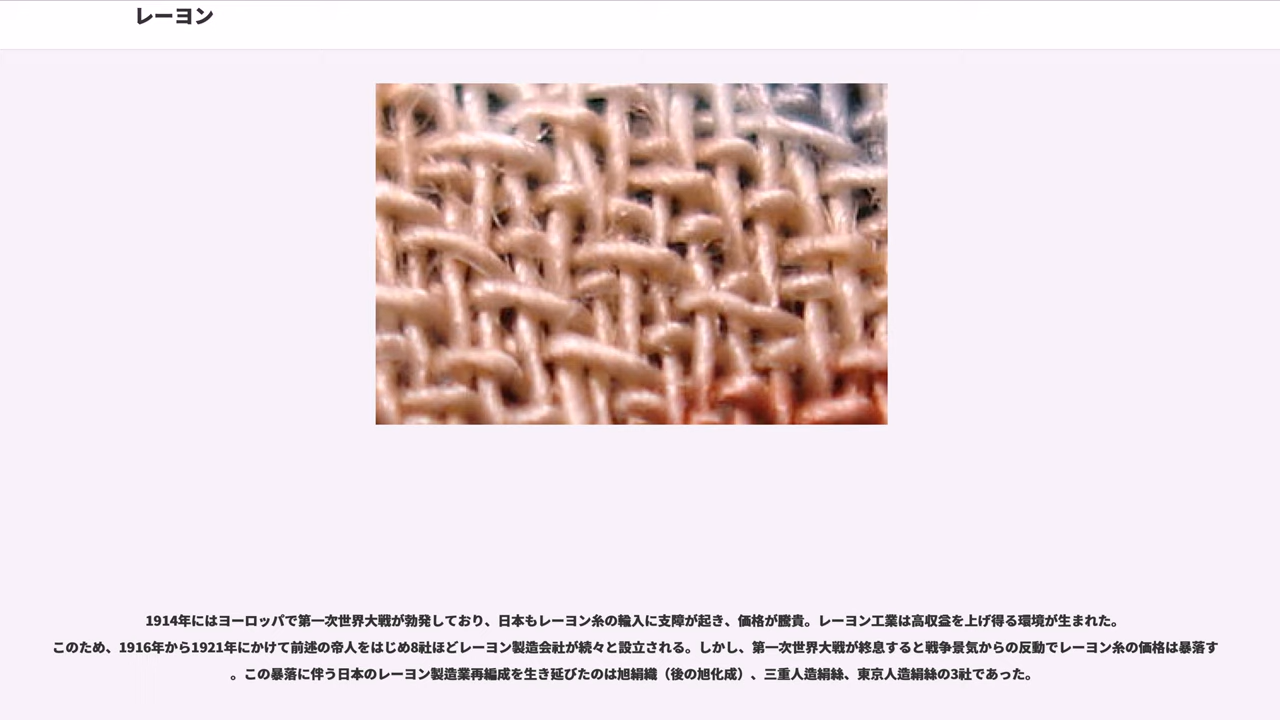 レーヨン
1914年にはヨーロッパで第一次世界大戦が勃発しており、日本もレーヨン糸の輸入に支障が起き、価格が騰貴。レーヨン工業は高収益を上げ得る環境が生まれた。
このため、1916年から1921年にかけて前述の帝人をはじめ8社ほどレーヨン製造会社が続々と設立される。しかし、第一次世界大戦が終息すると戦争景気からの反動でレーヨン糸の価格は暴落す
。この暴落に伴う日本のレーヨン製造業再編成を生き延びたのは旭絹織（後の旭化成）、三重人造絹絲、東京人造絹絲の3社であった。